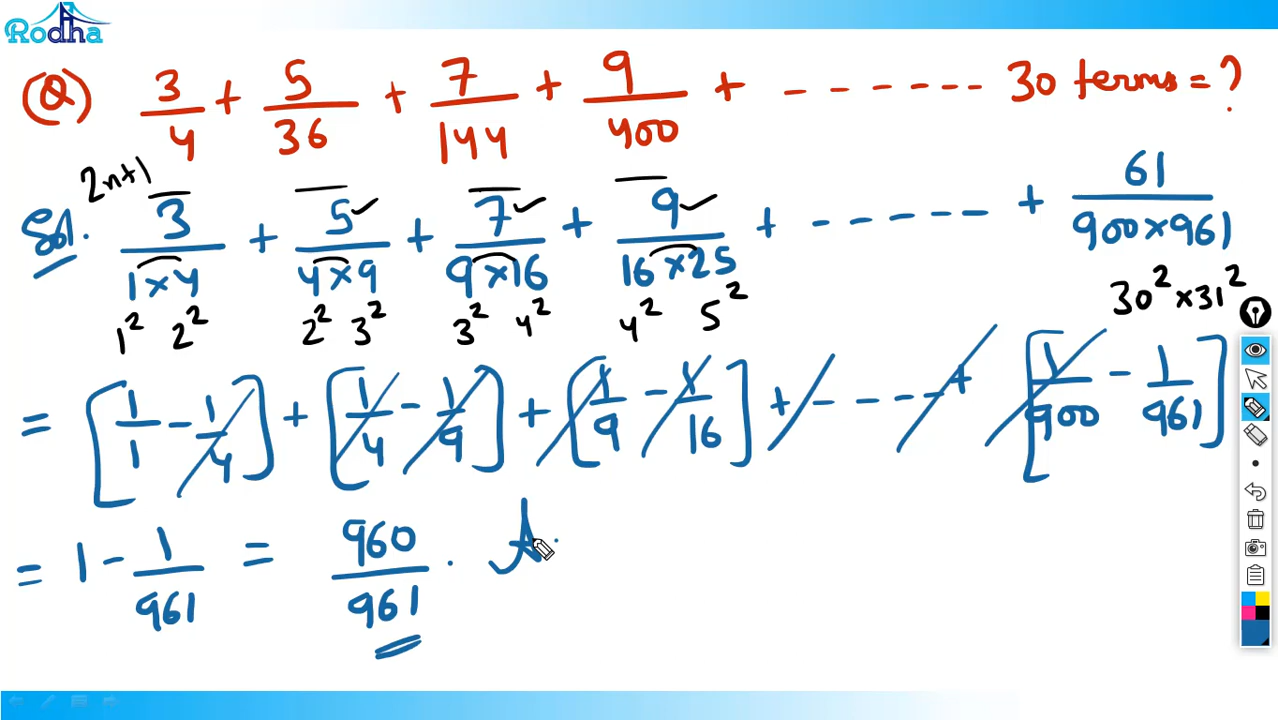 Rodha
(Q) 3/4 + 5/36 + 7/144 + 9/400 + ------- 30 terms = ?
2n+1
Sol. 3/(1×4) + 5/(4×9) + 7/(9×16) + 9/(16×25) + ------ + 61/(900×961)
1² 2² 2² 3² 3² 4² 4² 5² 30²×31²
= [1/1 - 1/4] + [1/4 - 1/9] + [1/9 - 1/16] + ---- + [1/900 - 1/961]
= 1 - 1/961 = 960/961 .